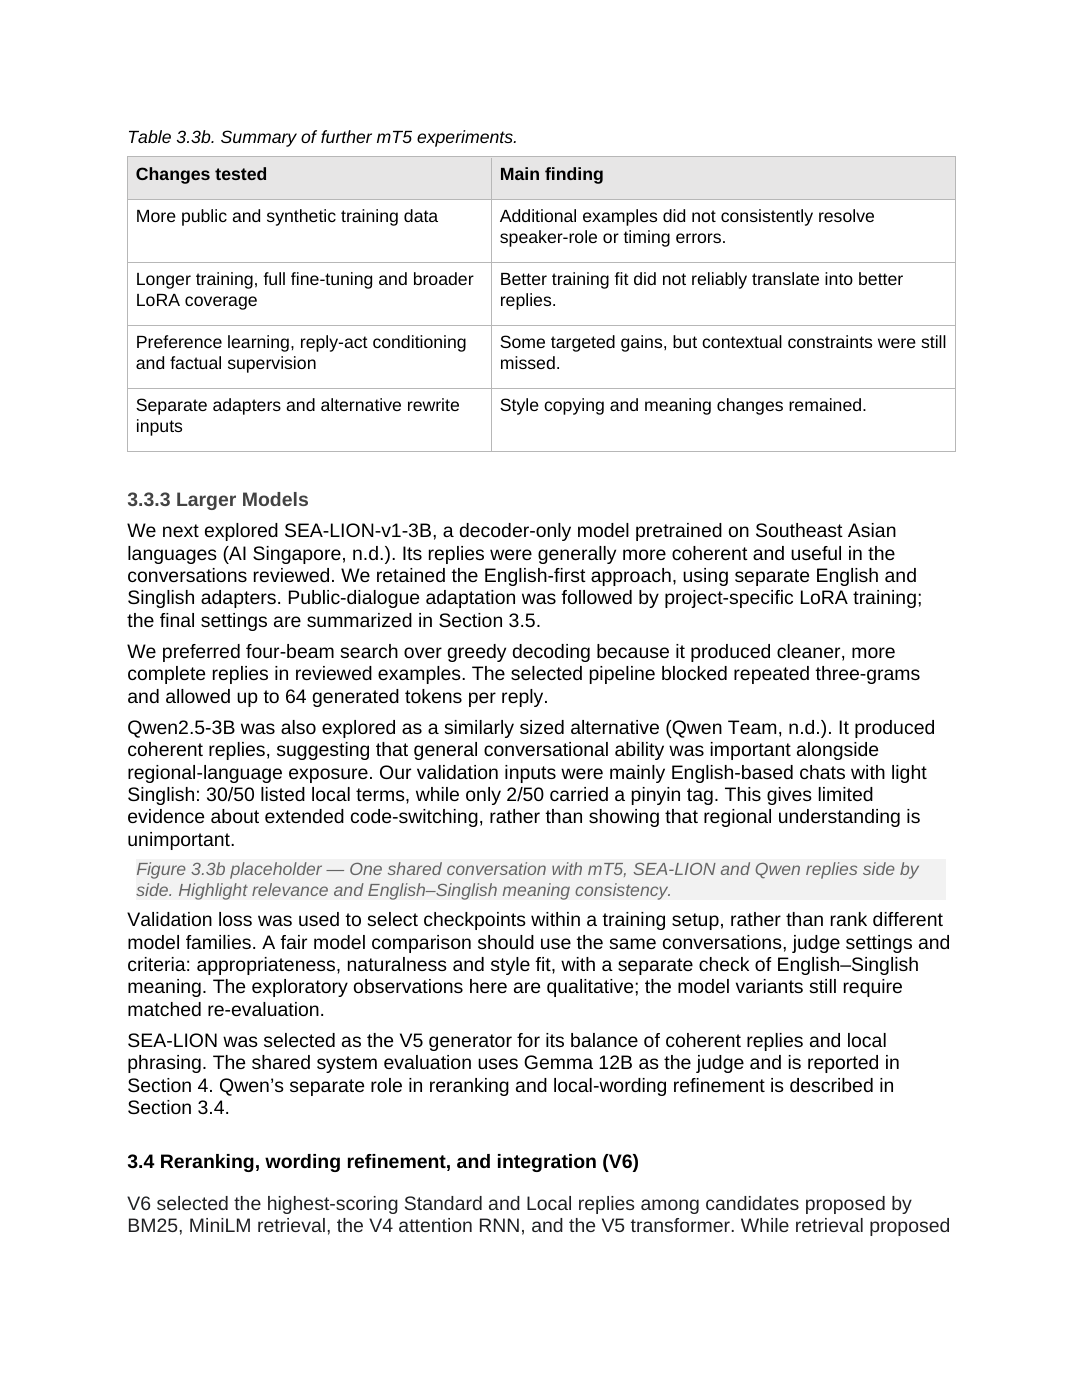 Table 3.3b. Summary of further mT5 experiments.
Changes tested
Main finding
More public and synthetic training data
Additional examples did not consistently resolve
speaker-role or timing errors.
Longer training, full fine-tuning and broader
LoRA coverage
Better training fit did not reliably translate into better
replies.
Preference learning, reply-act conditioning
and factual supervision
Some targeted gains, but contextual constraints were still
missed.
Separate adapters and alternative rewrite
inputs
Style copying and meaning changes remained.
3.3.3 Larger Models
We next explored SEA-LION-v1-3B, a decoder-only model pretrained on Southeast Asian
languages (AI Singapore, n.d.). Its replies were generally more coherent and useful in the
conversations reviewed. We retained the English-first approach, using separate English and
Singlish adapters. Public-dialogue adaptation was followed by project-specific LoRA training;
the final settings are summarized in Section 3.5.
We preferred four-beam search over greedy decoding because it produced cleaner, more
complete replies in reviewed examples. The selected pipeline blocked repeated three-grams
and allowed up to 64 generated tokens per reply.
Qwen2.5-3B was also explored as a similarly sized alternative (Qwen Team, n.d.). It produced
coherent replies, suggesting that general conversational ability was important alongside
regional-language exposure. Our validation inputs were mainly English-based chats with light
Singlish: 30/50 listed local terms, while only 2/50 carried a pinyin tag. This gives limited
evidence about extended code-switching, rather than showing that regional understanding is
unimportant.
Figure 3.3b placeholder — One shared conversation with mT5, SEA-LION and Qwen replies side by
side. Highlight relevance and English–Singlish meaning consistency.
Validation loss was used to select checkpoints within a training setup, rather than rank different
model families. A fair model comparison should use the same conversations, judge settings and
criteria: appropriateness, naturalness and style fit, with a separate check of English–Singlish
meaning. The exploratory observations here are qualitative; the model variants still require
matched re-evaluation.
SEA-LION was selected as the V5 generator for its balance of coherent replies and local
phrasing. The shared system evaluation uses Gemma 12B as the judge and is reported in
Section 4. Qwen’s separate role in reranking and local-wording refinement is described in
Section 3.4.
3.4 Reranking, wording refinement, and integration (V6)
V6 selected the highest-scoring Standard and Local replies among candidates proposed by
BM25, MiniLM retrieval, the V4 attention RNN, and the V5 transformer. While retrieval proposed